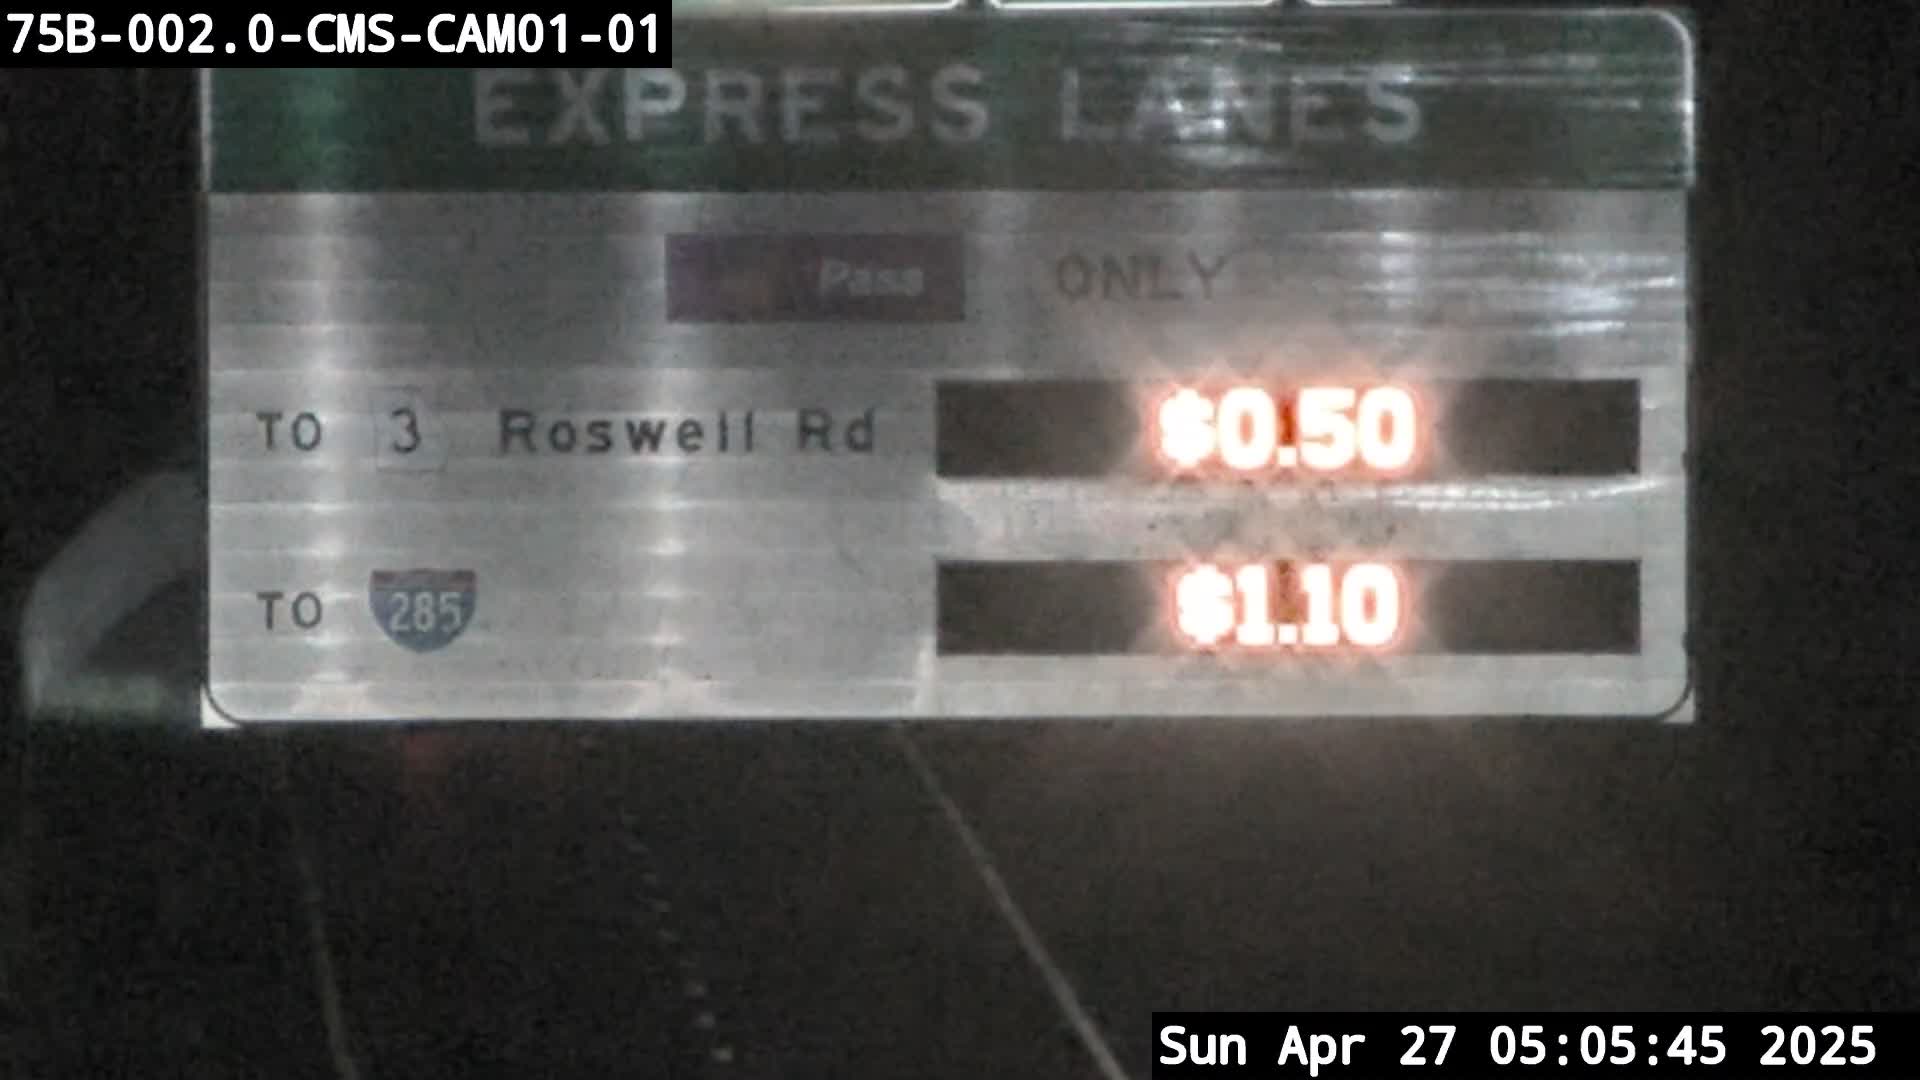 75B-002.0-CMS-CAM01-01
EXPRESS LANES
Pass ONLY
TO 3 Roswell Rd $0.50
TO 285 $1.10
Sun Apr 27 05:05:45 2025